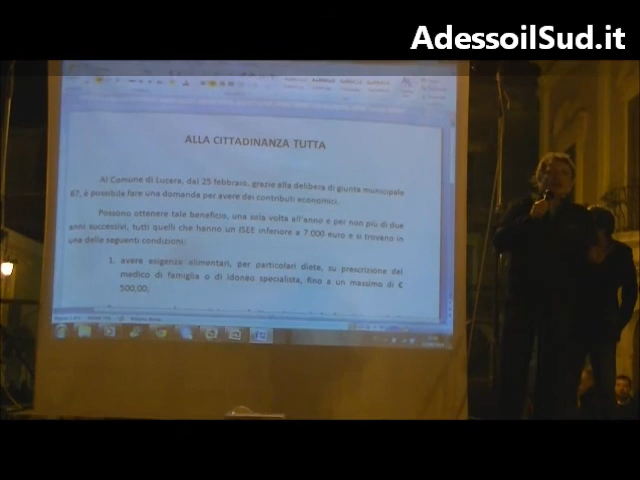 AdessoilSud.it
ALLA CITTADINANZA TUTTA
Al Comune di Lucera, dal 25 febbraio, grazie alla delibera di giunta municipale
67, è possibile fare una domanda per avere dei contributi economici.
Possono ottenere tale beneficio, una sola volta all'anno e per non più di due
anni successivi, tutti quelli che hanno un ISEE inferiore a 7.000 euro e si trovano in
una delle seguenti condizioni:
1. avere esigenze alimentari, per particolari diete, su prescrizione del
medico di famiglia o di idoneo specialista, fino a un massimo di €
500,00;